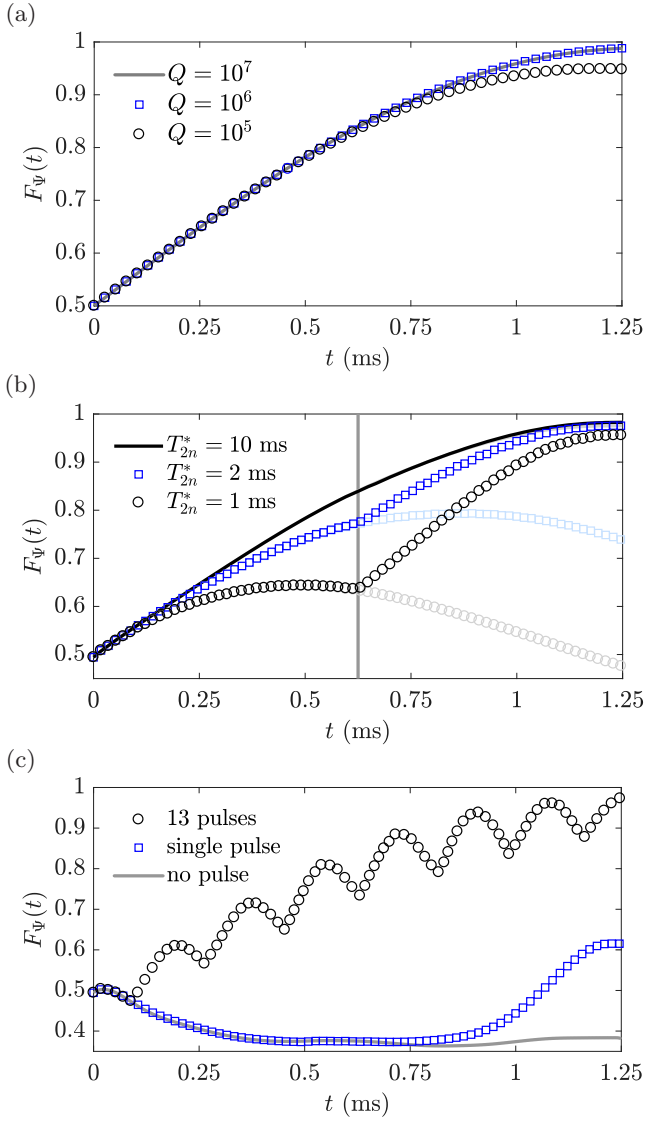 (a)
1
0.9
0.8
0.7
0.6
0.5
F_Ψ(t)
Q = 10^7
Q = 10^6
Q = 10^5
0 0.25 0.5 0.75 1 1.25
t (ms)
(b)
1
0.9
0.8
0.7
0.6
0.5
F_Ψ(t)
T*_2n = 10 ms
T*_2n = 2 ms
T*_2n = 1 ms
0 0.25 0.5 0.75 1 1.25
t (ms)
(c)
1
0.9
0.8
0.7
0.6
0.5
0.4
F_Ψ(t)
13 pulses
single pulse
no pulse
0 0.25 0.5 0.75 1 1.25
t (ms)